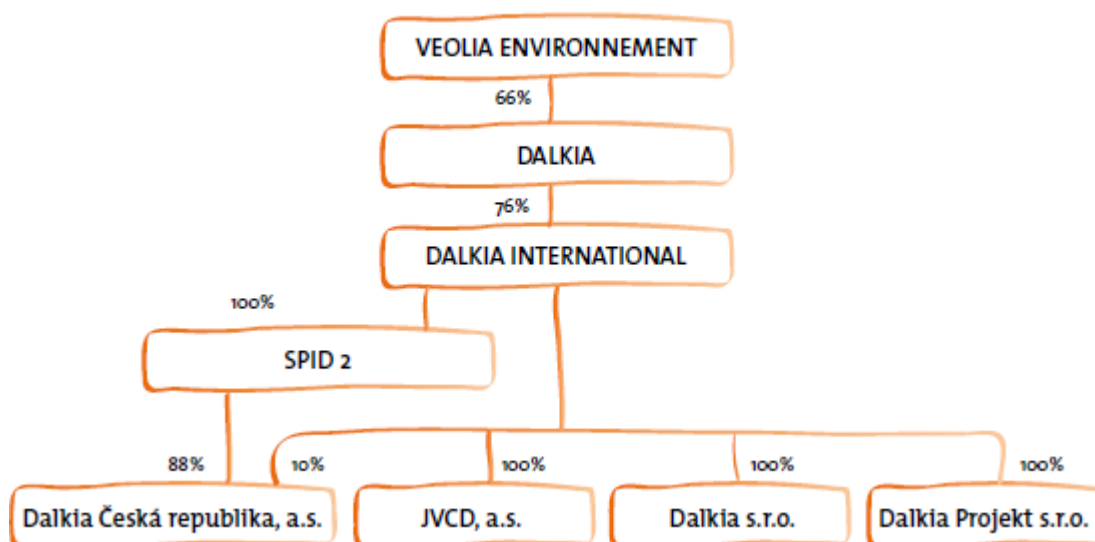 VEOLIA ENVIRONNEMENT
66%
DALKIA
76%
DALKIA INTERNATIONAL
100%
SPID 2
88%
10%
100%
100%
100%
Dalkia Česká republika, a.s.
JVCD, a.s.
Dalkia s.r.o.
Dalkia Projekt s.r.o.